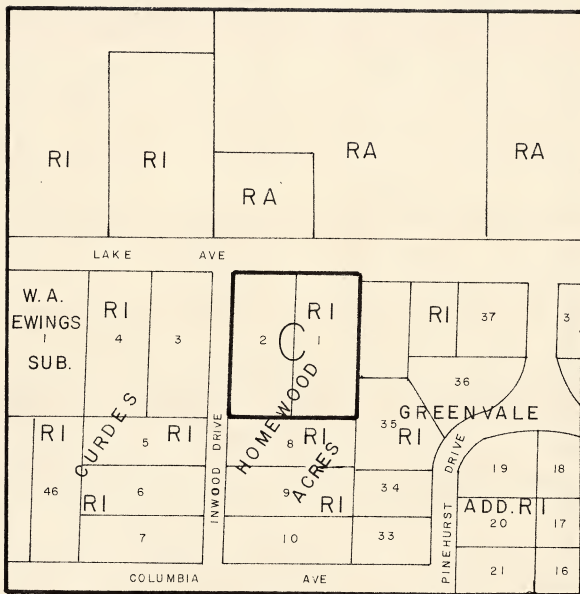 RI
RI
RA
RA
RA
LAKE AVE
W. A.
EWINGS
1
SUB.
RI
4
3
2
C
RI
1
RI
37
3
36
CURDES
INWOOD DRIVE
HOMEWOOD
ACRES
GREENVALE
RI
46
5
RI
6
RI
7
8
RI
9
RI
10
35
RI
34
33
PINEHURST DRIVE
19
18
ADD. RI
20
17
21
16
COLUMBIA AVE